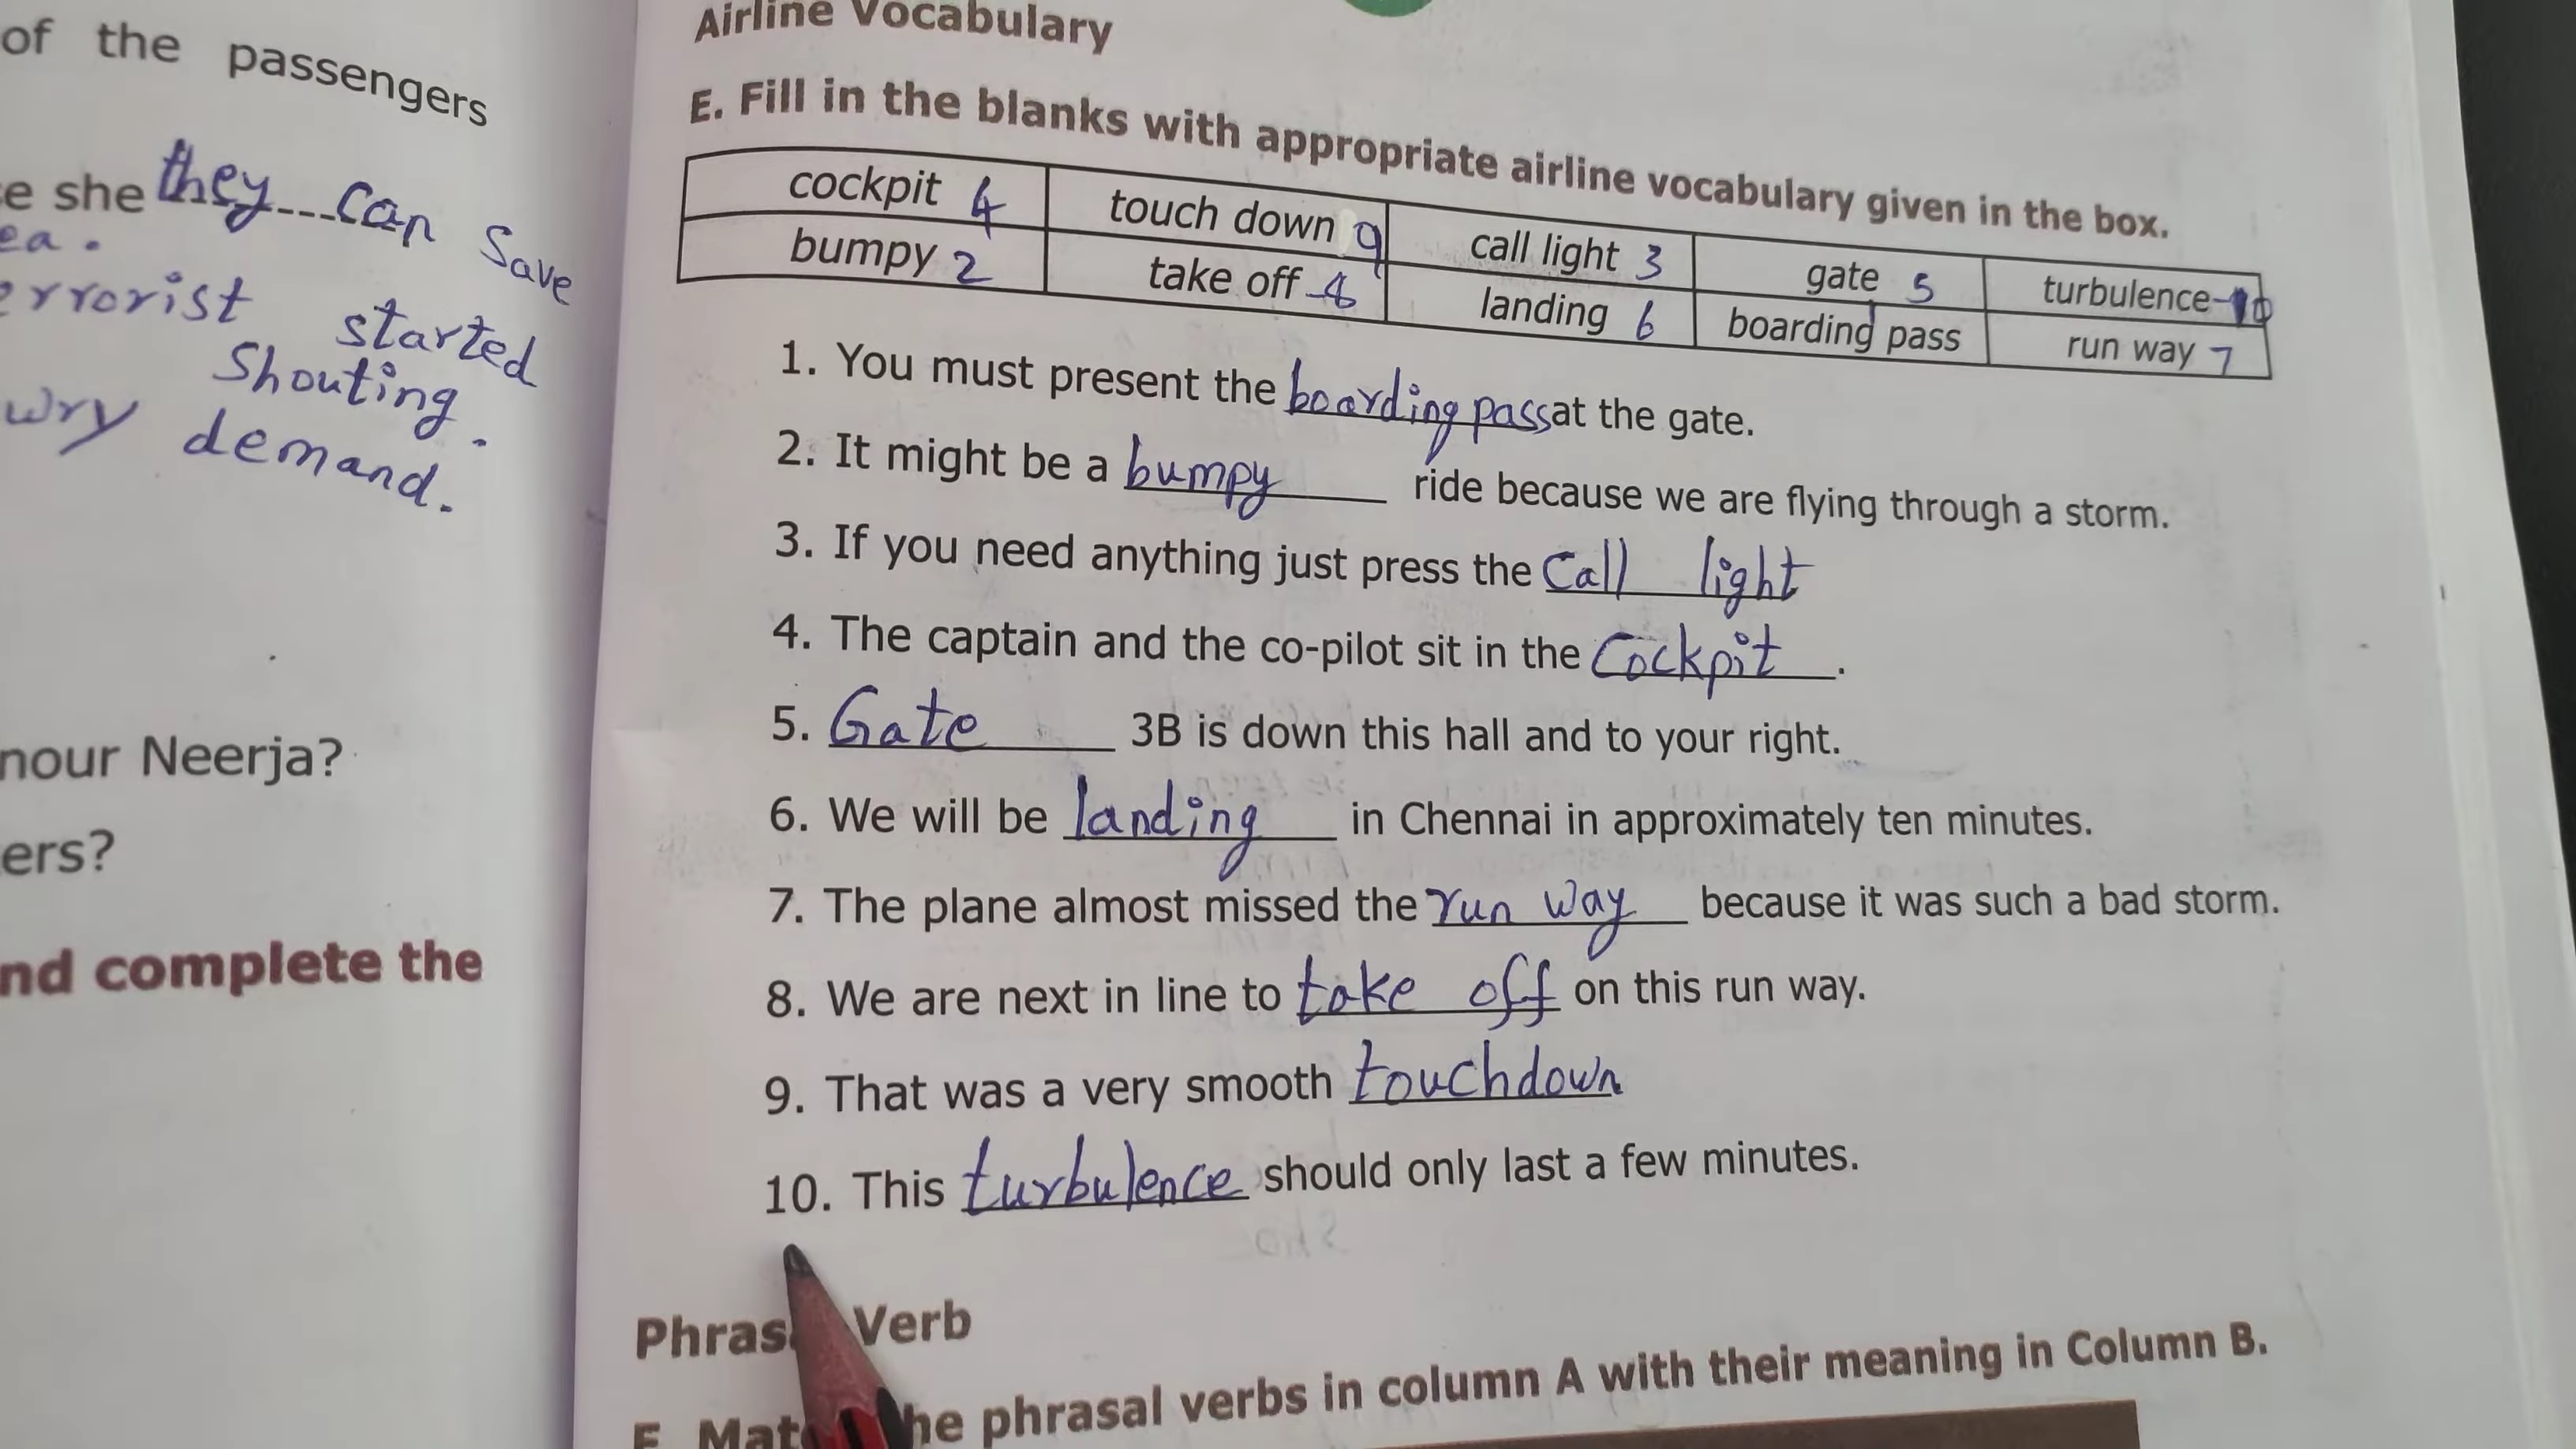 of the passengers
e she they---can save
ea.
errorist started
shouting.
wry demand.
nour Neerja?
ers?
nd complete the
Airline Vocabulary
E. Fill in the blanks with appropriate airline vocabulary given in the box.
cockpit 4 touch down 9 call light 3 gate 5 turbulence-10
bumpy 2 take off -8 landing 6 boarding pass 1 run way 7
1. You must present the boarding pass at the gate.
2. It might be a bumpy ride because we are flying through a storm.
3. If you need anything just press the Call light
4. The captain and the co-pilot sit in the Cockpit.
5. Gate 3B is down this hall and to your right.
6. We will be landing in Chennai in approximately ten minutes.
7. The plane almost missed the run way because it was such a bad storm.
8. We are next in line to take off on this run way.
9. That was a very smooth touchdown
10. This turbulence should only last a few minutes.
Phras Verb
F. Mat he phrasal verbs in column A with their meaning in Column B.